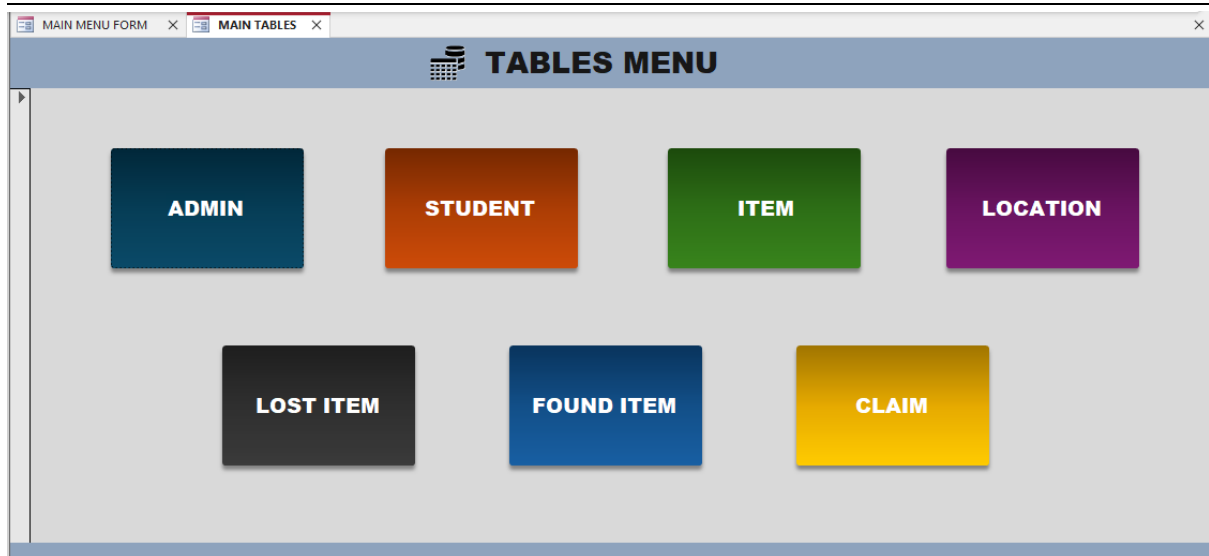 MAIN MENU FORM MAIN TABLES
TABLES MENU
ADMIN STUDENT ITEM LOCATION
LOST ITEM FOUND ITEM CLAIM